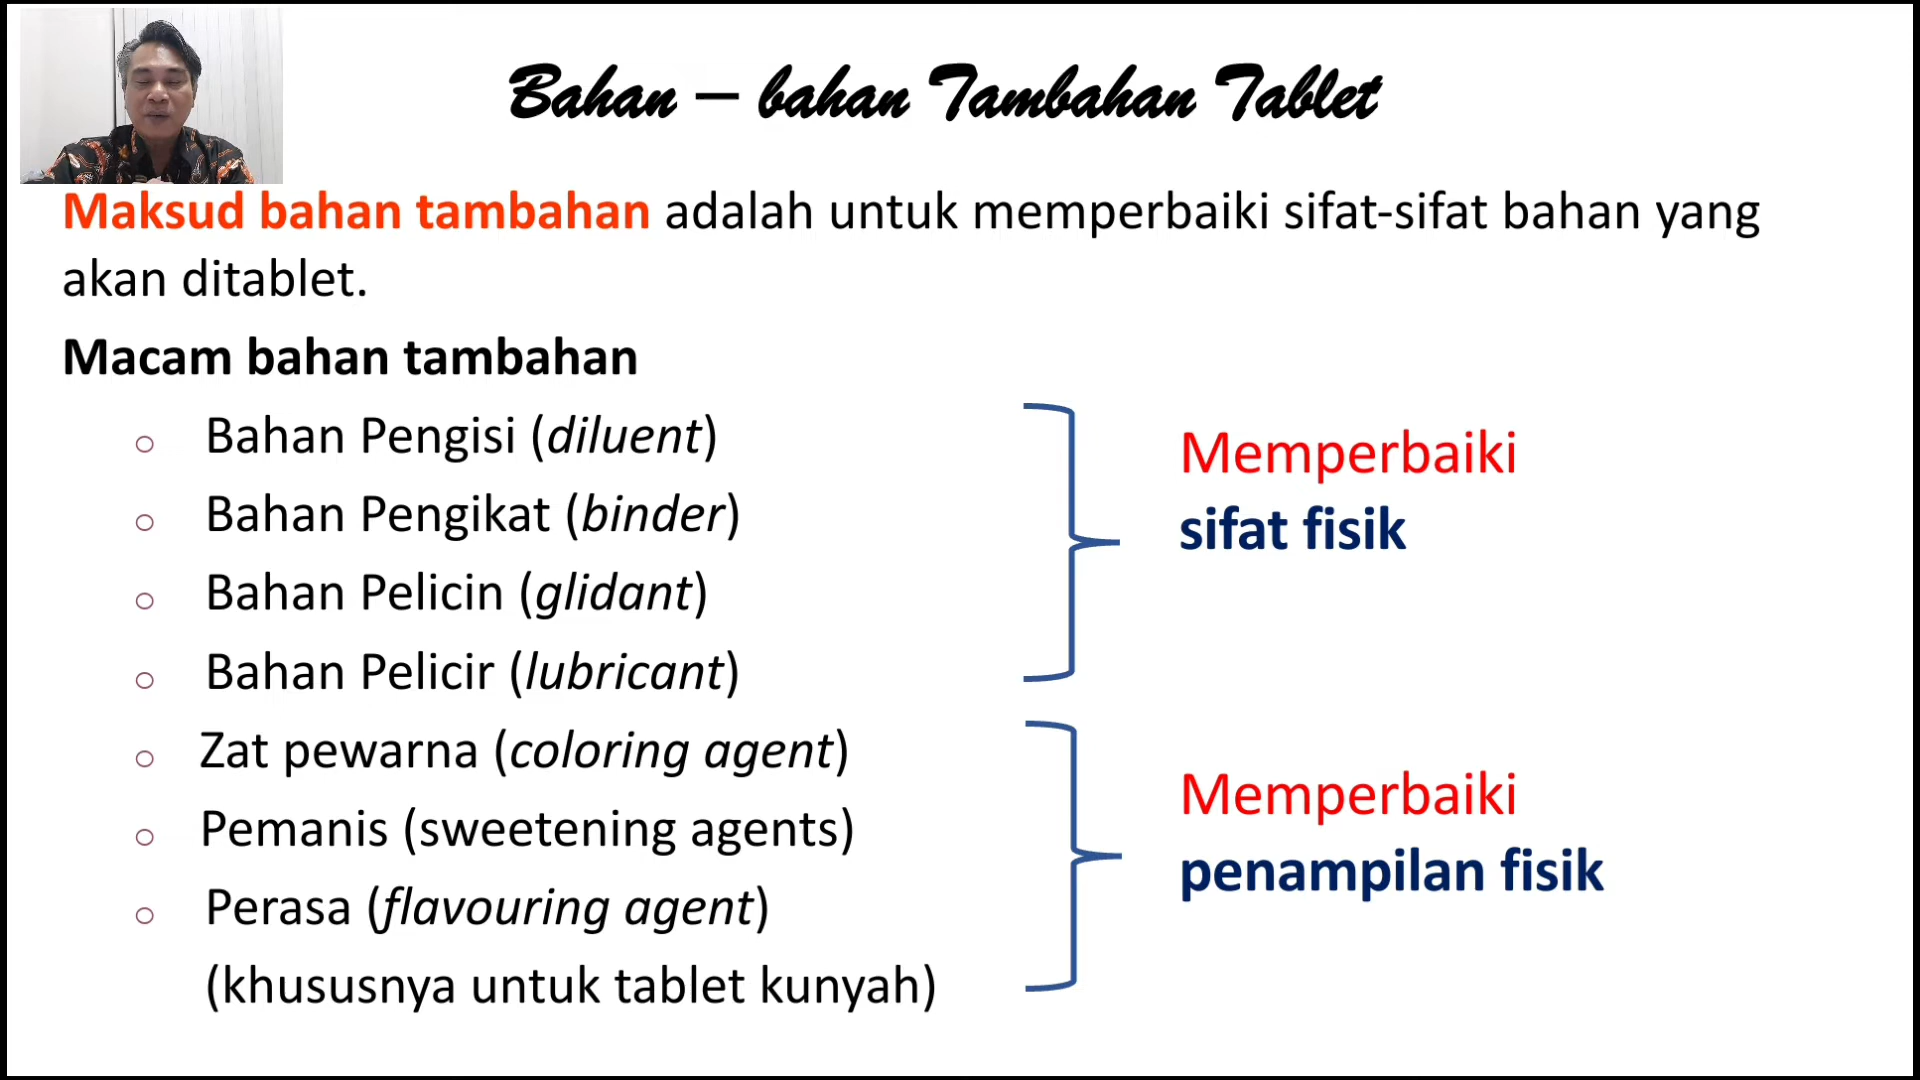 Bahan – bahan Tambahan Tablet
Maksud bahan tambahan adalah untuk memperbaiki sifat-sifat bahan yang
akan ditablet.
Macam bahan tambahan
Bahan Pengisi (diluent)
Bahan Pengikat (binder)
Bahan Pelicin (glidant)
Bahan Pelicir (lubricant)
Memperbaiki
sifat fisik
Zat pewarna (coloring agent)
Pemanis (sweetening agents)
Perasa (flavouring agent)
(khususnya untuk tablet kunyah)
Memperbaiki
penampilan fisik